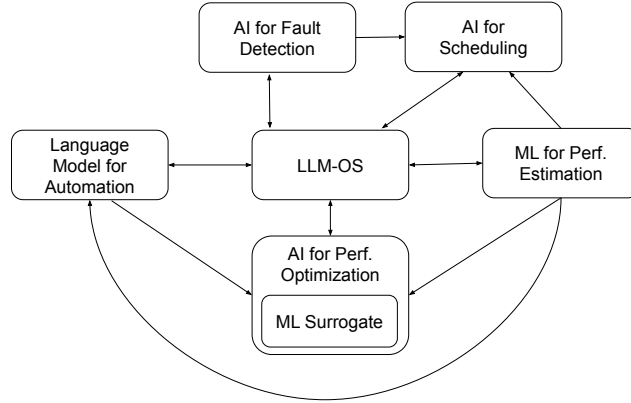 AI for Fault
Detection
AI for
Scheduling
Language
Model for
Automation
LLM-OS
ML for Perf.
Estimation
AI for Perf.
Optimization
ML Surrogate